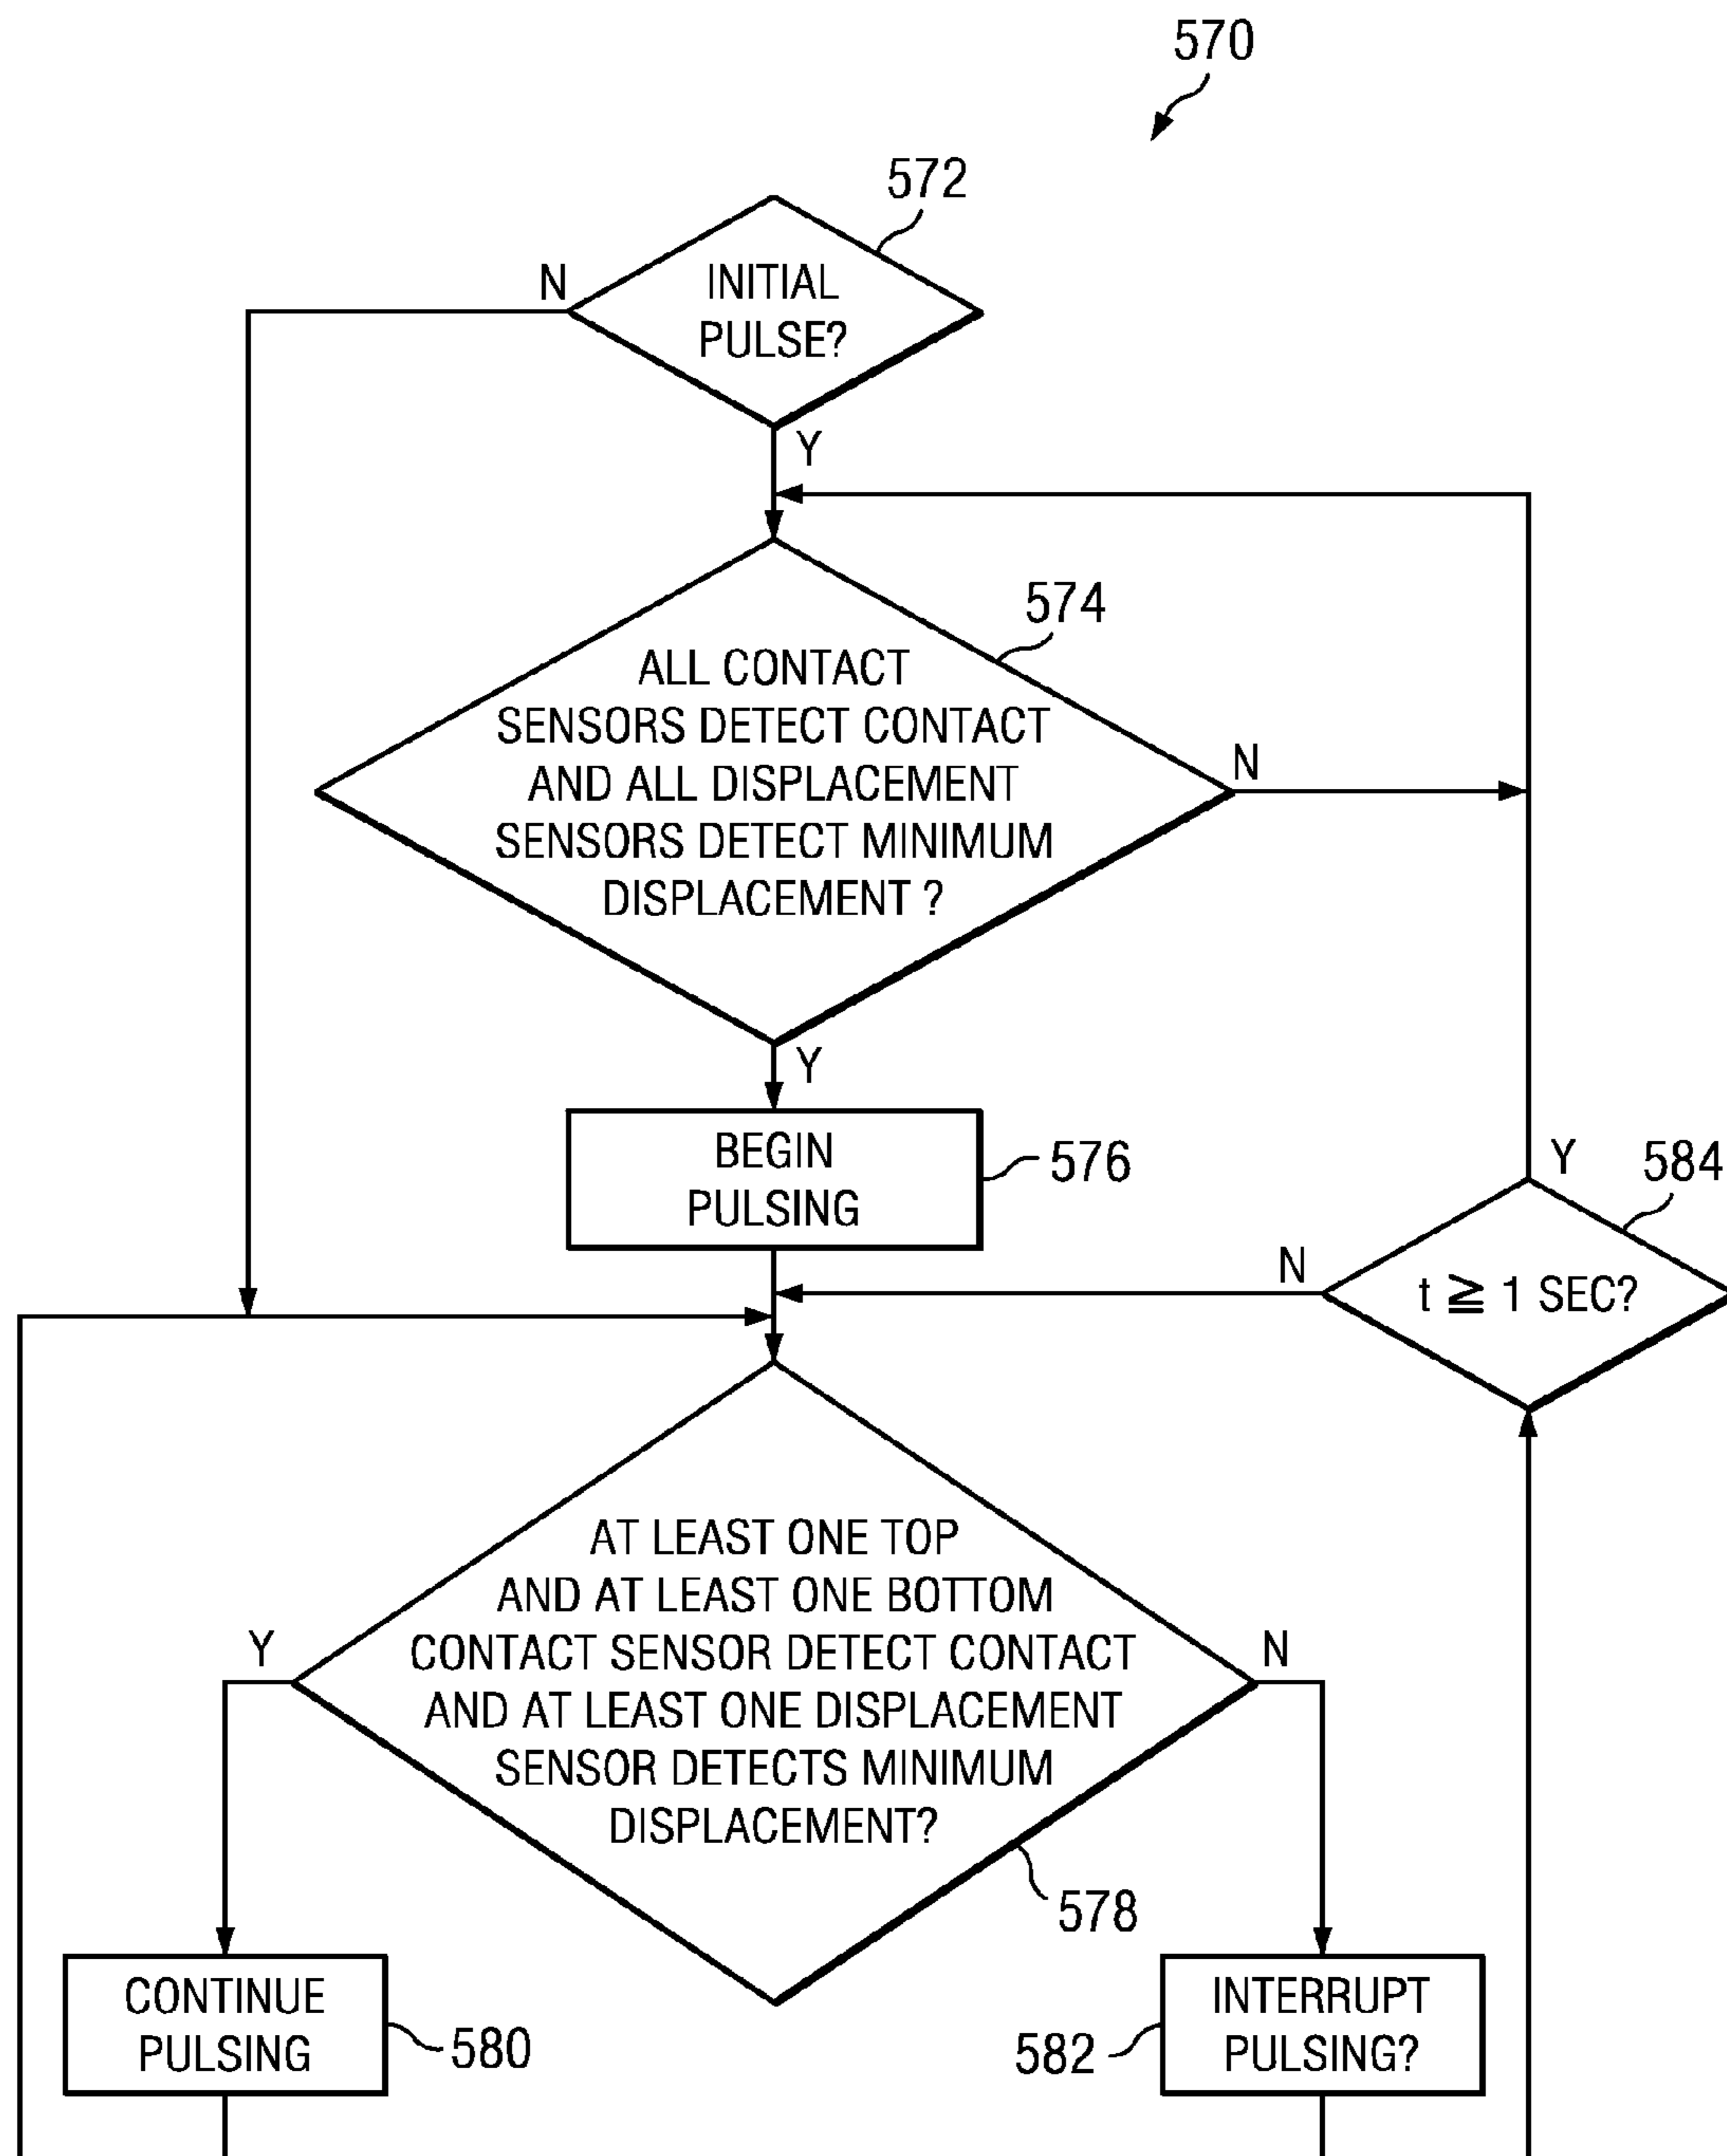 570
572
N
INITIAL
PULSE?
Y
574
ALL CONTACT
SENSORS DETECT CONTACT
AND ALL DISPLACEMENT
SENSORS DETECT MINIMUM
DISPLACEMENT ?
N
Y
BEGIN
PULSING
576
Y
584
N
t ≧ 1 SEC?
AT LEAST ONE TOP
AND AT LEAST ONE BOTTOM
CONTACT SENSOR DETECT CONTACT
AND AT LEAST ONE DISPLACEMENT
SENSOR DETECTS MINIMUM
DISPLACEMENT?
Y
N
578
CONTINUE
PULSING
580
582
INTERRUPT
PULSING?